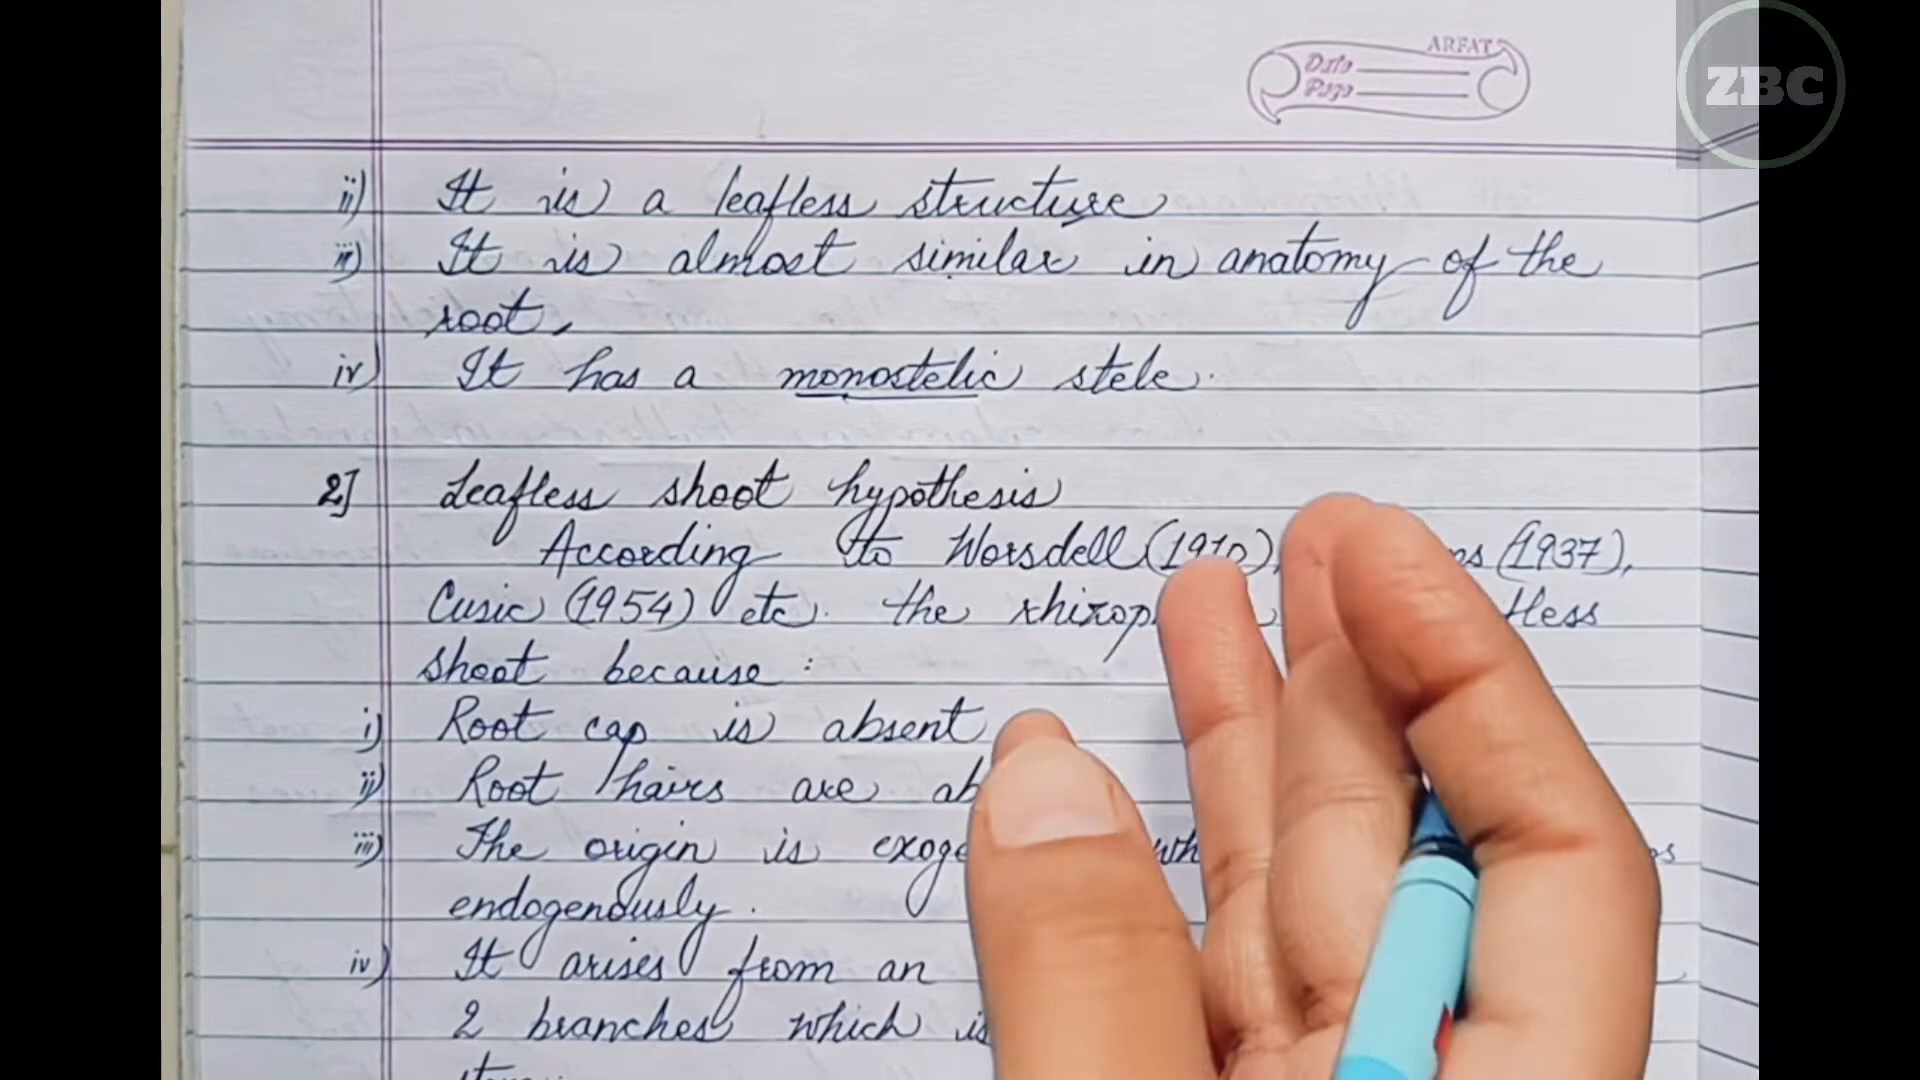 ARFAT
Date
Page
ZBC
ii) It is a leafless structure
iii) It is almost similar in anatomy of the
root.
iv) It has a monostelic stele.
2] Leafless shoot hypothesis
According to Worsdell (1910), (1937),
Cusic (1954) etc. the
shoot because :
i) Root cap is absent
ii) Root hairs are
iii) The origin is
endogenously.
iv) It arises from an
2 branches which is